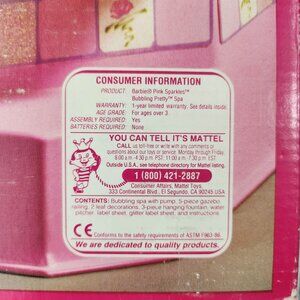 CONSUMER INFORMATION
PRODUCT: Barbie® Pink Sparkles™
Bubbling Pretty™ Spa
WARRANTY: 1-year limited warranty. See details inside.
AGE GRADE: For ages over 3
ASSEMBLY REQUIRED: Yes
BATTERIES REQUIRED: None
YOU CAN TELL IT'S MATTEL
CALL us toll-free or write with any comments or
questions about our toys or service, Monday through Friday,
8:00 a.m.-4:30 p.m. PST; 11:00 a.m.-7:30 p.m. EST
Outside U.S.A., see telephone directory for Mattel listing.
1 (800) 421-2887
Consumer Affairs, Mattel Toys
333 Continental Blvd., El Segundo, CA 90245 USA
CONTENTS: Bubbling spa with pump, 5-piece gazebo,
railing, 2 leaf decorations, 3-piece hanging fountain, water
pitcher, label sheet, glitter label sheet, and instructions.
CE Conforms to the safety requirements of ASTM F963-86.
We are dedicated to quality products.